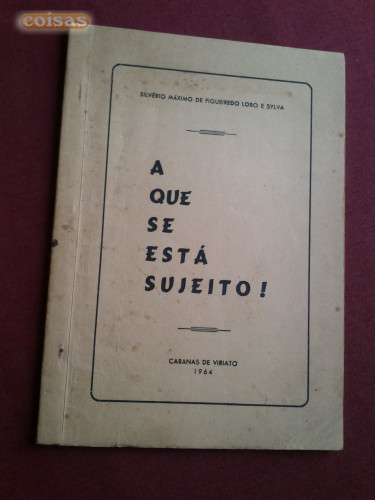 coisas
SILVÉRIO MÁXIMO DE FIGUEIREDO LOBO E SYLVA
A
QUE
SE
ESTÁ
SUJEITO!
CABANAS DE VIRIATO
1964